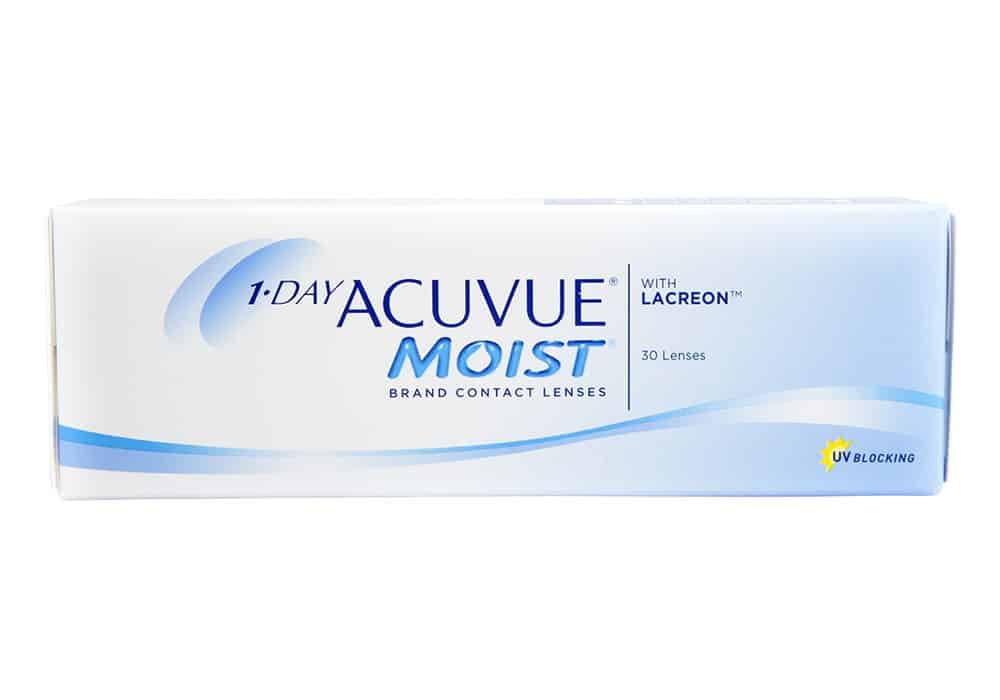 1·DAY ACUVUE®
MOIST®
BRAND CONTACT LENSES
WITH
LACREON™
30 Lenses
UV BLOCKING